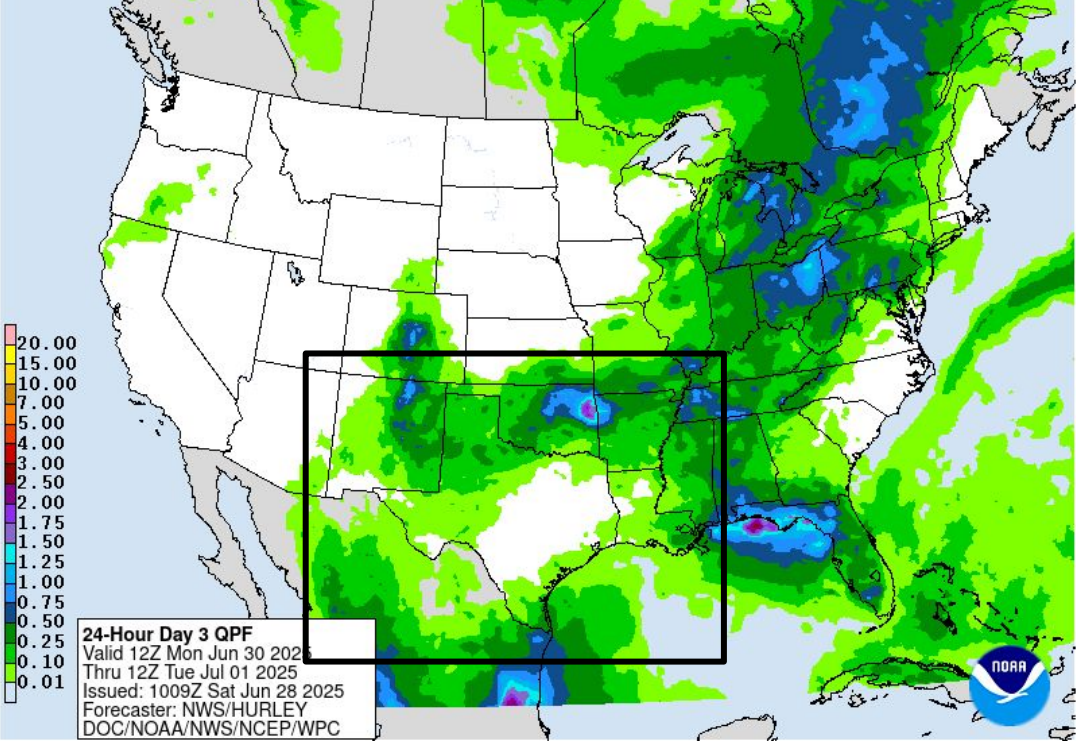 20.00
15.00
10.00
7.00
5.00
4.00
3.00
2.50
2.00
1.75
1.50
1.25
1.00
0.75
0.50
0.25
0.10
0.01
24-Hour Day 3 QPF
Valid 12Z Mon Jun 30 2025
Thru 12Z Tue Jul 01 2025
Issued: 1009Z Sat Jun 28 2025
Forecaster: NWS/HURLEY
DOC/NOAA/NWS/NCEP/WPC
NOAA